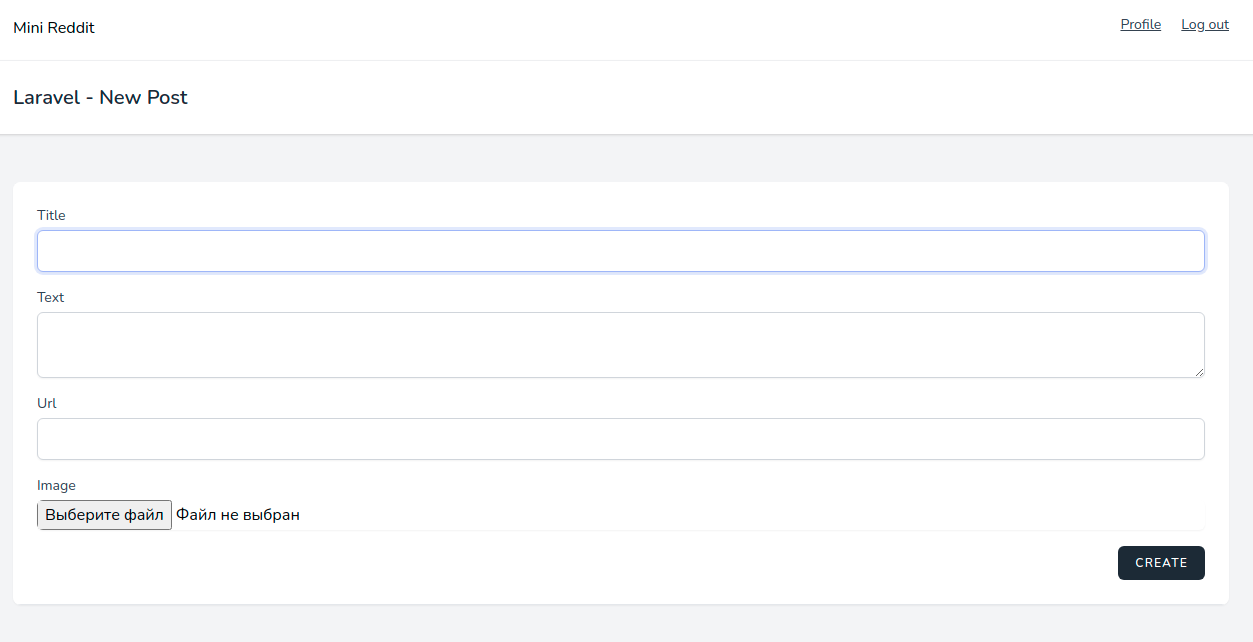 Mini Reddit
Profile
Log out
Laravel - New Post
Title
Text
Url
Image
Выберите файл Файл не выбран
CREATE